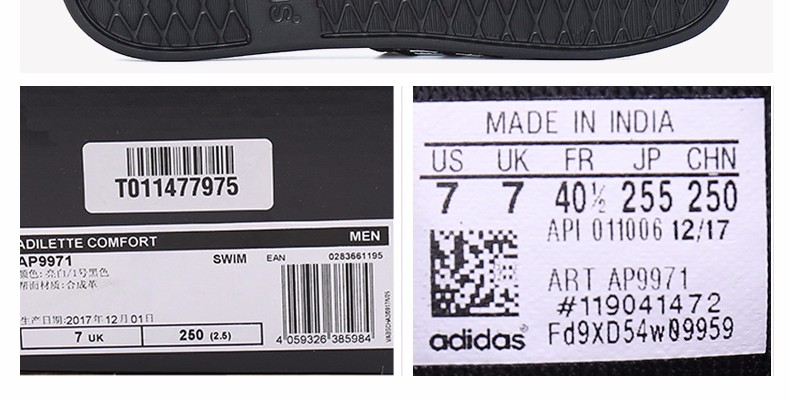 T011477975
ADILETTE COMFORT MEN
AP9971 SWIM EAN 0283661195
颜色: 亮白/1号黑色
帮面材质: 合成革
生产日期: 2017年12月01日
7 UK 250 (2.5)
4 059326 385984
MADE IN INDIA
US UK FR JP CHN
7 7 40½ 255 250
API 011006 12/17
ART AP9971
#119041472
adidas Fd9XD54w09959